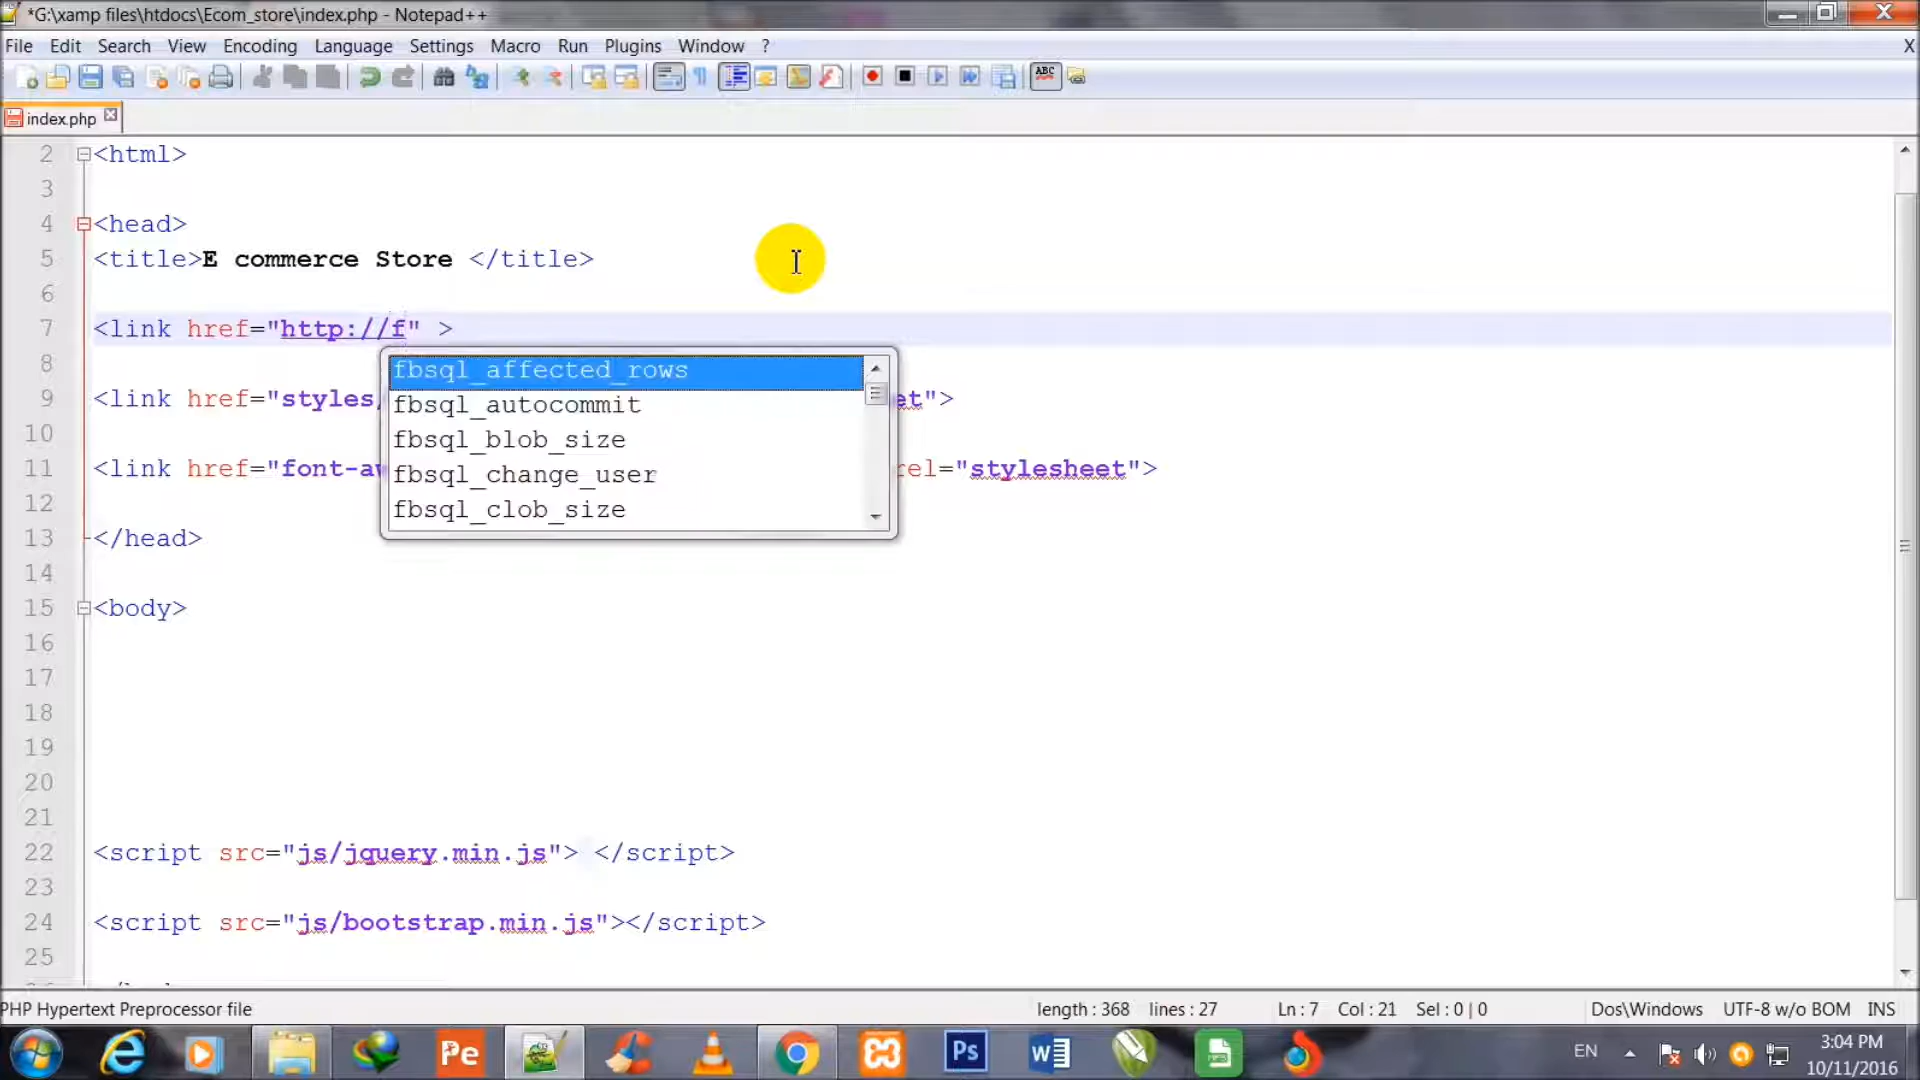 *G:\xamp files\htdocs\Ecom_store\index.php - Notepad++
File Edit Search View Encoding Language Settings Macro Run Plugins Window ? X
ABC
index.php
2 <html>
3
4 <head>
5 <title>E commerce Store </title>
6
7 <link href="http://f" >
fbsql_affected_rows
8
fbsql_autocommit
9 <link href="styles et">
fbsql_blob_size
10
11 <link href="font-a rel="stylesheet">
fbsql_change_user
12
fbsql_clob_size
13 </head>
14
15 <body>
16
17
18
19
20
21
22 <script src="js/jquery.min.js"> </script>
23
24 <script src="js/bootstrap.min.js"></script>
25
PHP Hypertext Preprocessor file length : 368 lines : 27 Ln : 7 Col : 21 Sel : 0 | 0 Dos\Windows UTF-8 w/o BOM INS
Pe Ps W EN 3:04 PM
10/11/2016